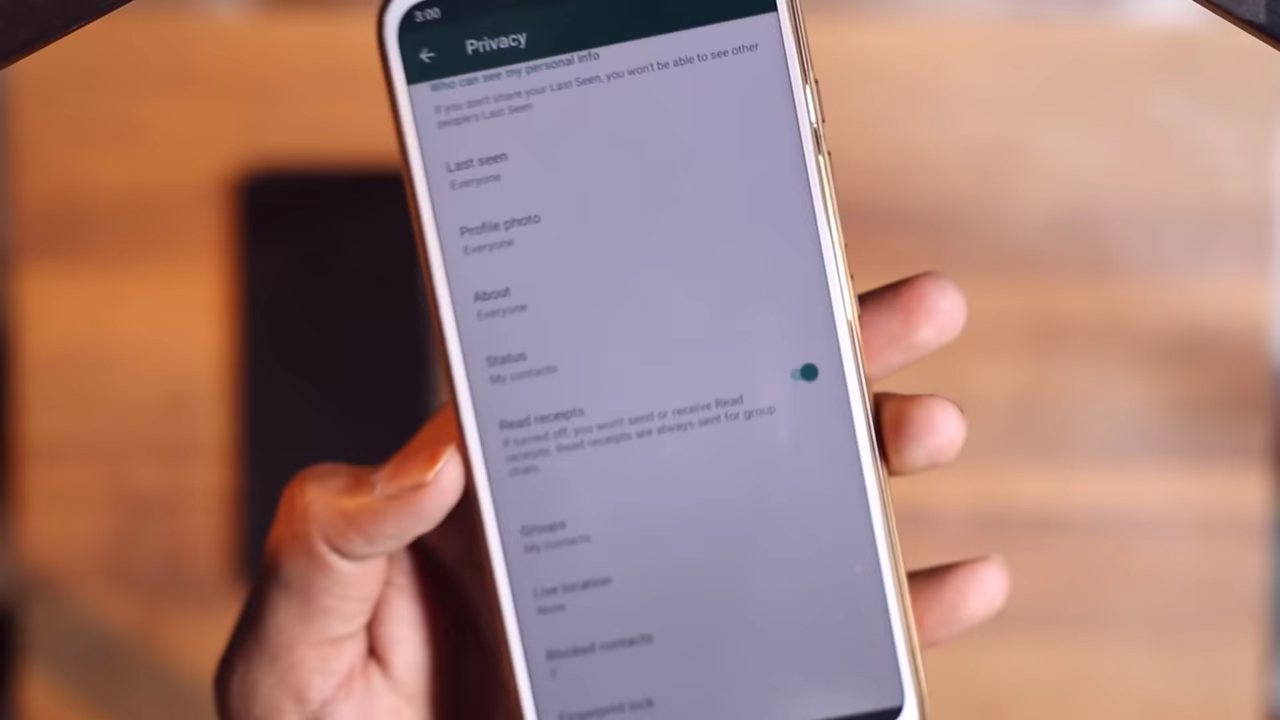 3:00
Privacy
Who can see my personal info
If you don't share your Last Seen, you won't be able to see other
people's Last Seen
Last seen
Everyone
Profile photo
Everyone
About
Everyone
Status
My contacts
Read receipts
If turned off, you won't send or receive Read
receipts. Read receipts are always sent for group
chats.
Groups
My contacts
Live location
None
Blocked contacts
Fingerprint lock